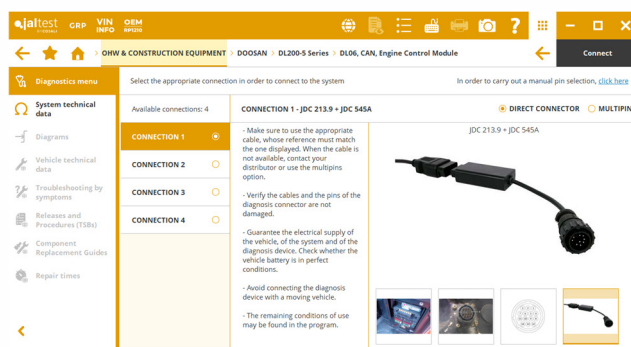 jaltest
GRP
VIN INFO
OEM
OHW & CONSTRUCTION EQUIPMENT > DOOSAN > DL200-5 Series > DL06, CAN, Engine Control Module
Connect
Diagnostics menu
Select the appropriate connection in order to connect to the system
In order to carry out a manual pin selection, click here
System technical
data
Available connections: 4
CONNECTION 1 - JDC 213.9 + JDC 545A
DIRECT CONNECTOR
MULTIPIN
Diagrams
Vehicle technical
data
Troubleshooting by
symptoms
Releases and
Procedures (TSBs)
Component
Replacement Guides
Repair times
CONNECTION 1
CONNECTION 2
CONNECTION 3
CONNECTION 4
- Make sure to use the appropriate
cable, whose reference must match
the one displayed. When the cable is
not available, contact your
distributor or use the multipins
option.
- Verify the cables and the pins of the
diagnosis connector are not
damaged.
- Guarantee the electrical supply of
the vehicle, of the system and of the
diagnosis device. Check whether the
vehicle battery is in perfect
conditions.
- Avoid connecting the diagnosis
device with a moving vehicle.
- The remaining conditions of use
may be found in the program.
JDC 213.9 + JDC 545A